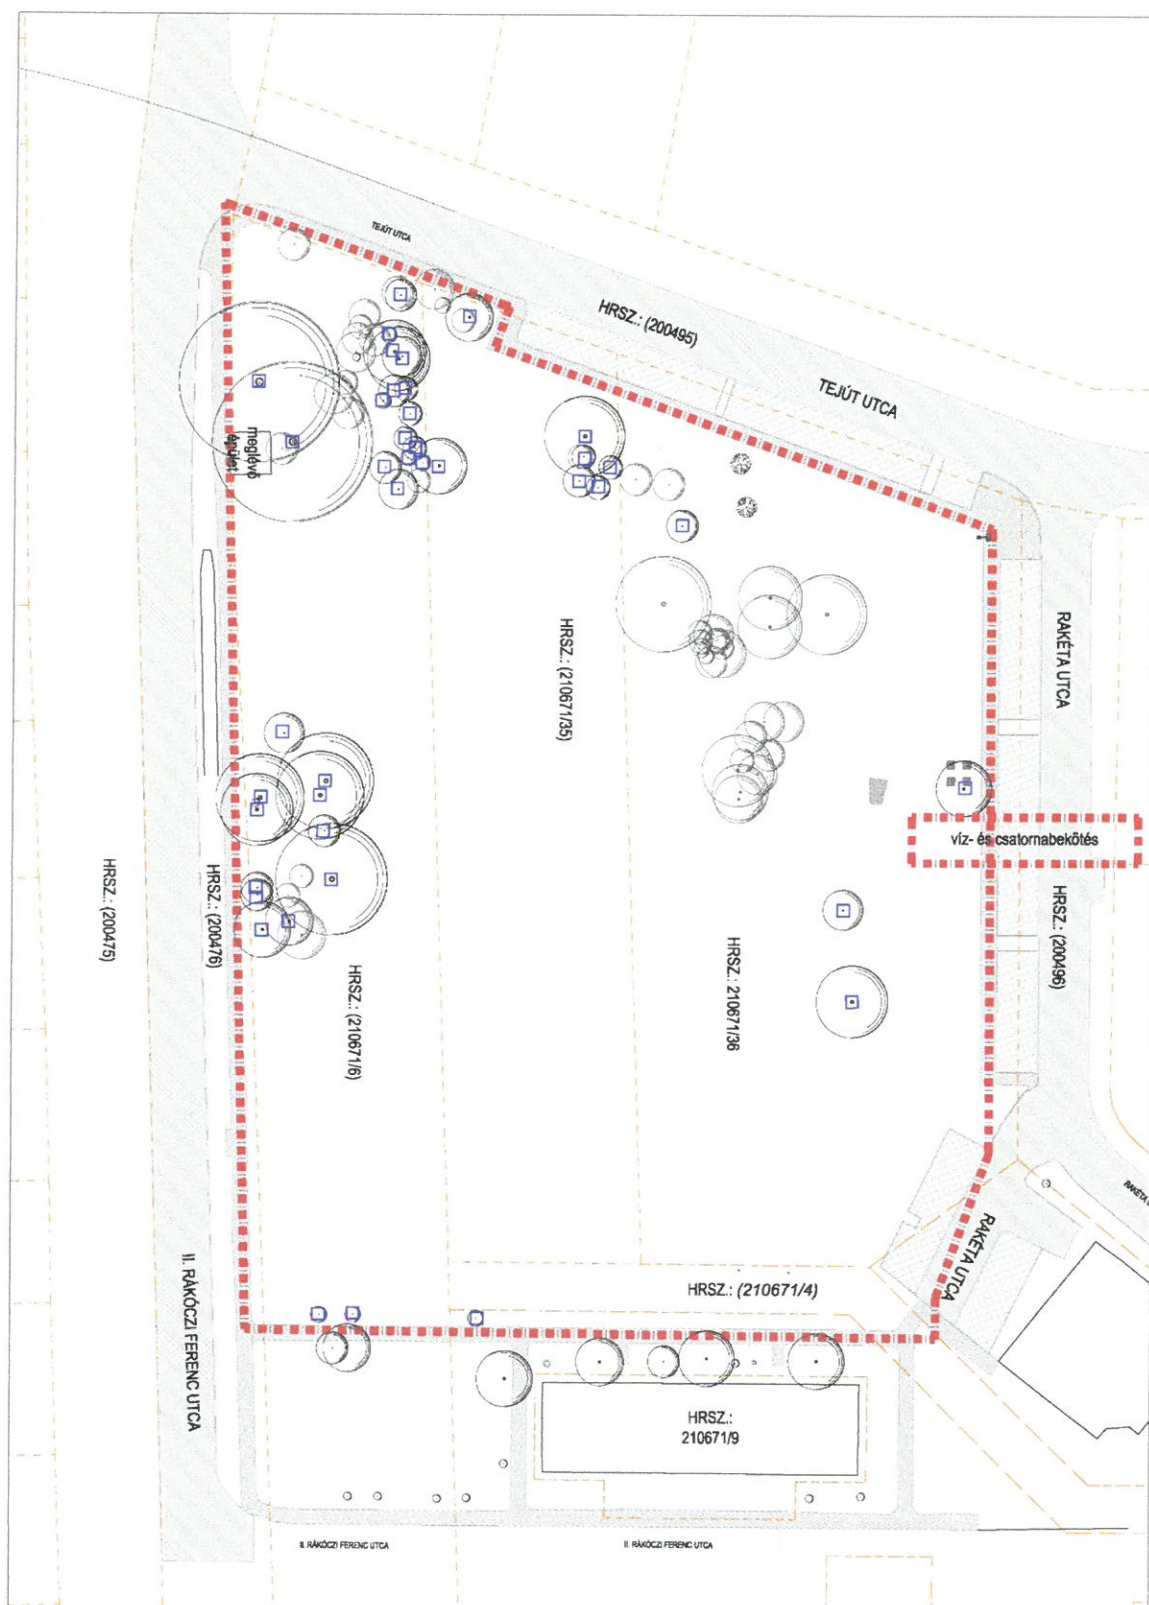 TEJÚT UTCA
HRSZ.: (200495)
TEJÚT UTCA
meglévő
épület
HRSZ.: (210671/35)
RAKÉTA UTCA
víz- és csatornabekötés
HRSZ.: (200475)
HRSZ.: (200476)
HRSZ.: (210671/6)
HRSZ.: 210671/36
HRSZ.: (200496)
RAKÉTA
RAKÉTA UTCA
HRSZ.: (210671/4)
II. RÁKÓCZI FERENC UTCA
HRSZ.:
210671/9
II. RÁKÓCZI FERENC UTCA
II. RÁKÓCZI FERENC UTCA